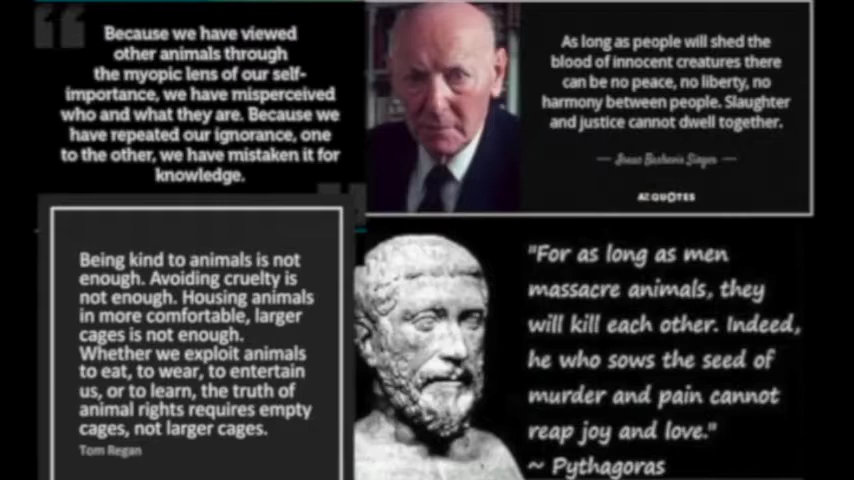 Because we have viewed
other animals through
the myopic lens of our self-
importance, we have misperceived
who and what they are. Because we
have repeated our ignorance, one
to the other, we have mistaken it for
knowledge.
As long as people will shed the
blood of innocent creatures there
can be no peace, no liberty, no
harmony between people. Slaughter
and justice cannot dwell together.
— Isaac Bashevis Singer —
AZ QUOTES
Being kind to animals is not
enough. Avoiding cruelty is
not enough. Housing animals
in more comfortable, larger
cages is not enough.
Whether we exploit animals
to eat, to wear, to entertain
us, or to learn, the truth of
animal rights requires empty
cages, not larger cages.
Tom Regan
"For as long as men
massacre animals, they
will kill each other. Indeed,
he who sows the seed of
murder and pain cannot
reap joy and love."
~ Pythagoras